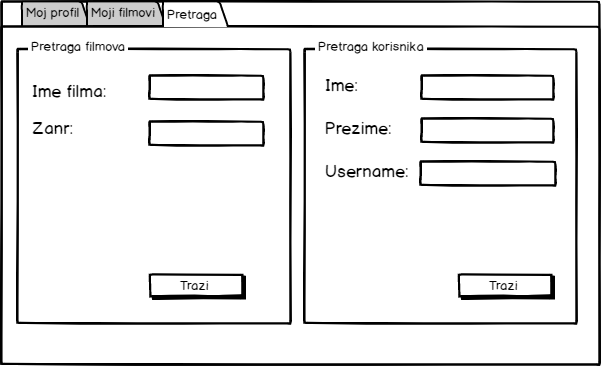 Moj profil
Moji filmovi
Pretraga
Pretraga filmova
Ime filma:
Zanr:
Trazi
Pretraga korisnika
Ime:
Prezime:
Username:
Trazi